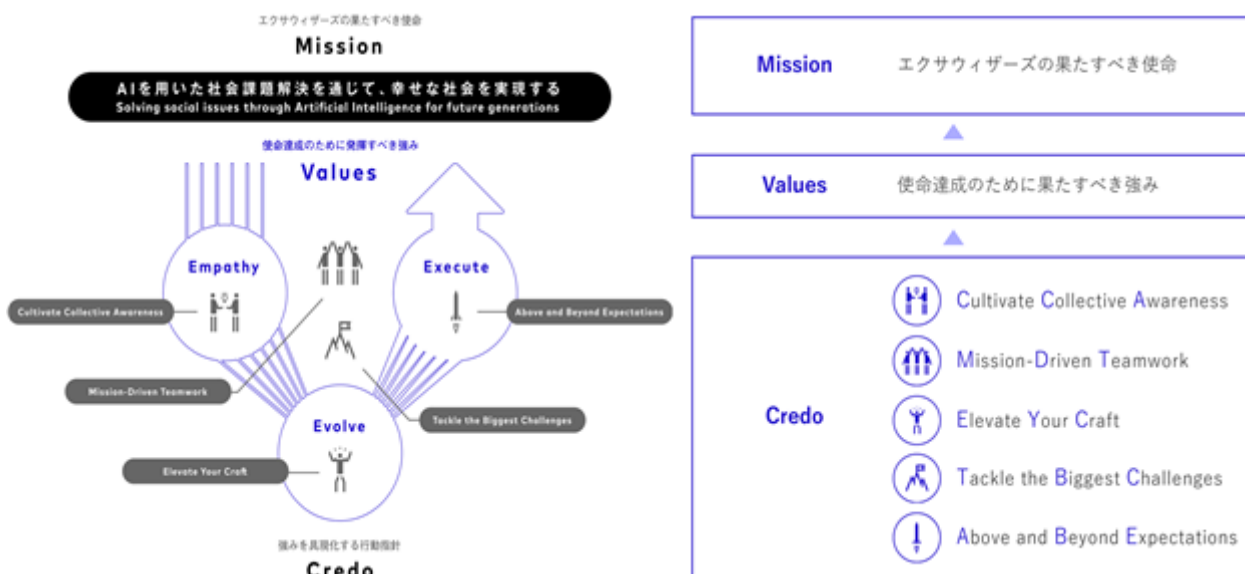 エクサウィザーズの果たすべき使命
Mission
AIを用いた社会課題解決を通じて、幸せな社会を実現する
Solving social issues through Artificial Intelligence for future generations
使命達成のために発揮すべき強み
Values
Empathy
Execute
Cultivate Collective Awareness
Above and Beyond Expectations
Mission-Driven Teamwork
Tackle the Biggest Challenges
Evolve
Elevate Your Craft
強みを具現化する行動指針
Credo
Mission
エクサウィザーズの果たすべき使命
Values
使命達成のために果たすべき強み
Credo
Cultivate Collective Awareness
Mission-Driven Teamwork
Elevate Your Craft
Tackle the Biggest Challenges
Above and Beyond Expectations